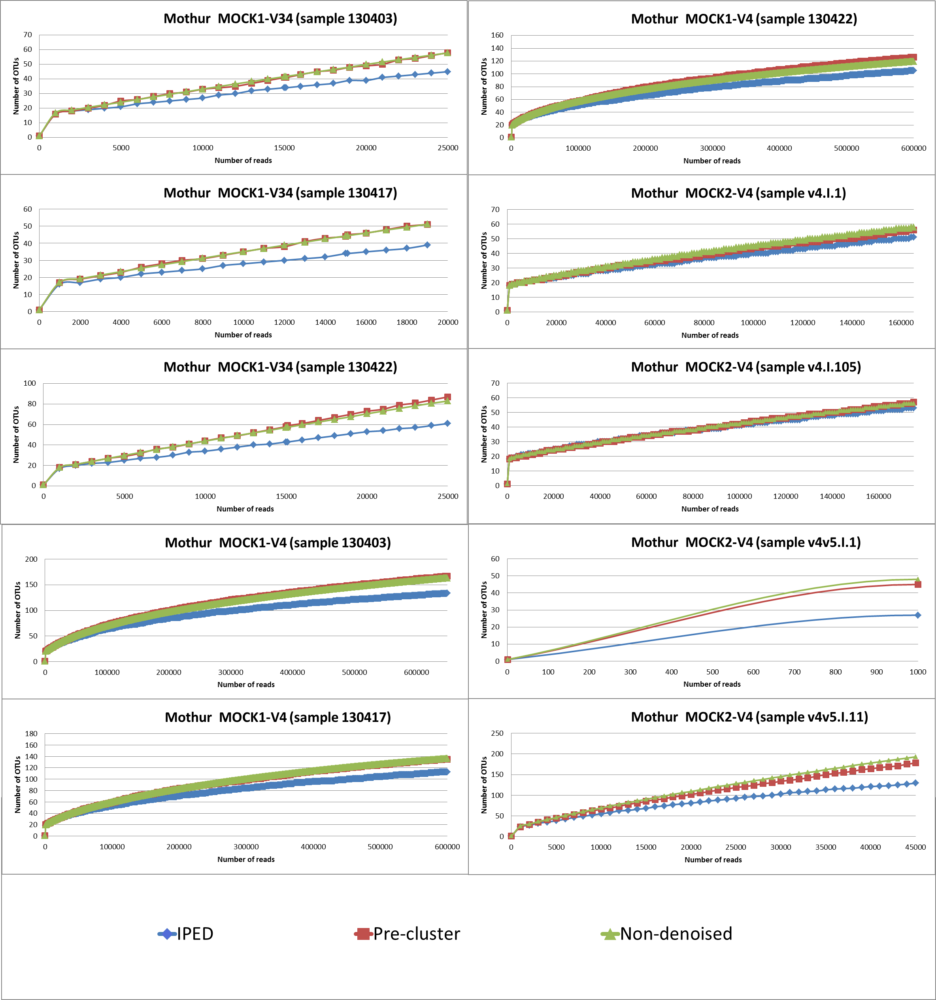 Mothur MOCK1-V34 (sample 130403)
70
60
50
40
30
20
10
0
Number of OTUs
0 5000 10000 15000 20000 25000
Number of reads
Mothur MOCK1-V4 (sample 130422)
160
140
120
100
80
60
40
20
0
Number of OTUs
0 100000 200000 300000 400000 500000 600000
Number of reads
Mothur MOCK1-V34 (sample 130417)
60
50
40
30
20
10
0
Number of OTUs
0 2000 4000 6000 8000 10000 12000 14000 16000 18000 20000
Number of reads
Mothur MOCK2-V4 (sample v4.I.1)
70
60
50
40
30
20
10
0
Number of OTUs
0 20000 40000 60000 80000 100000 120000 140000 160000
Number of reads
Mothur MOCK1-V34 (sample 130422)
100
80
60
40
20
0
Number of OTUs
0 5000 10000 15000 20000 25000
Number of reads
Mothur MOCK2-V4 (sample v4.I.105)
70
60
50
40
30
20
10
0
Number of OTUs
0 20000 40000 60000 80000 100000 120000 140000 160000
Number of reads
Mothur MOCK1-V4 (sample 130403)
200
150
100
50
0
Number of OTUs
0 100000 200000 300000 400000 500000 600000
Number of reads
Mothur MOCK2-V4 (sample v4v5.I.1)
60
50
40
30
20
10
0
Number of OTUs
0 100 200 300 400 500 600 700 800 900 1000
Number of reads
Mothur MOCK1-V4 (sample 130417)
180
160
140
120
100
80
60
40
20
0
Number of OTUs
0 100000 200000 300000 400000 500000 600000
Number of reads
Mothur MOCK2-V4 (sample v4v5.I.11)
250
200
150
100
50
0
Number of OTUs
0 5000 10000 15000 20000 25000 30000 35000 40000 45000
Number of reads
IPED Pre-cluster Non-denoised